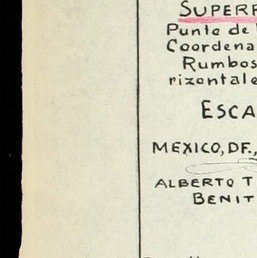 SUPERF
Punto de
Coordena
Rumbos
rizontale
ESCA
MEXICO, DF.,
ALBERTO T
BENIT